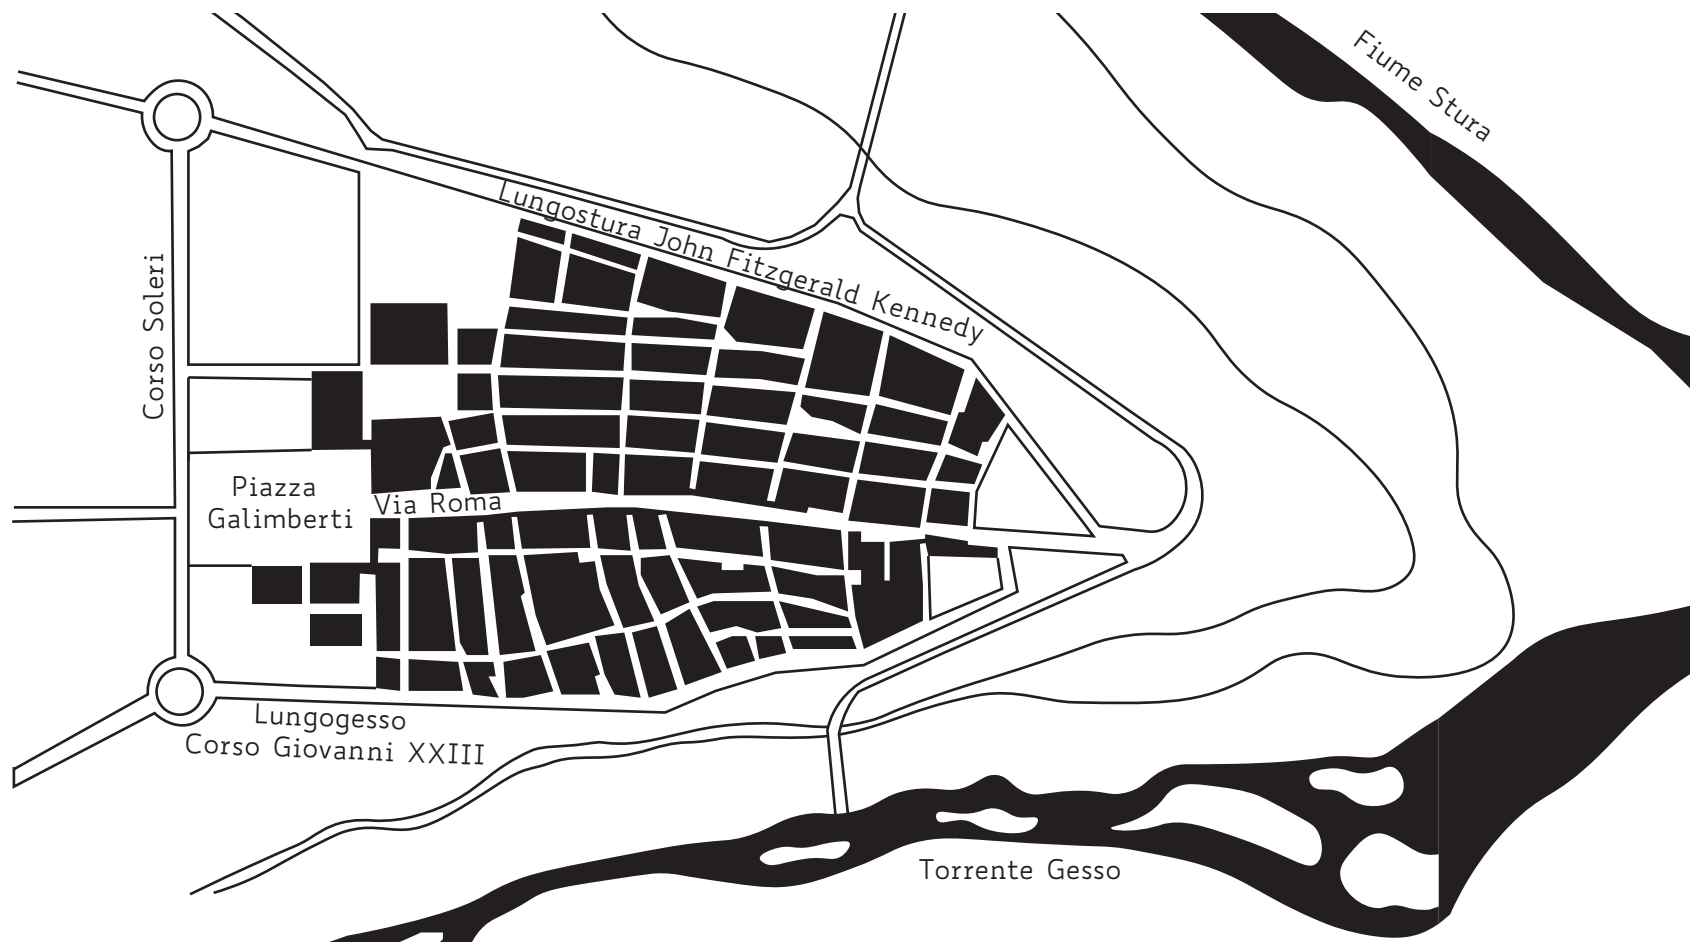 Fiume Stura
Lungostura John Fitzgerald Kennedy
Corso Soleri
Piazza
Galimberti
Via Roma
Lungogesso
Corso Giovanni XXIII
Torrente Gesso